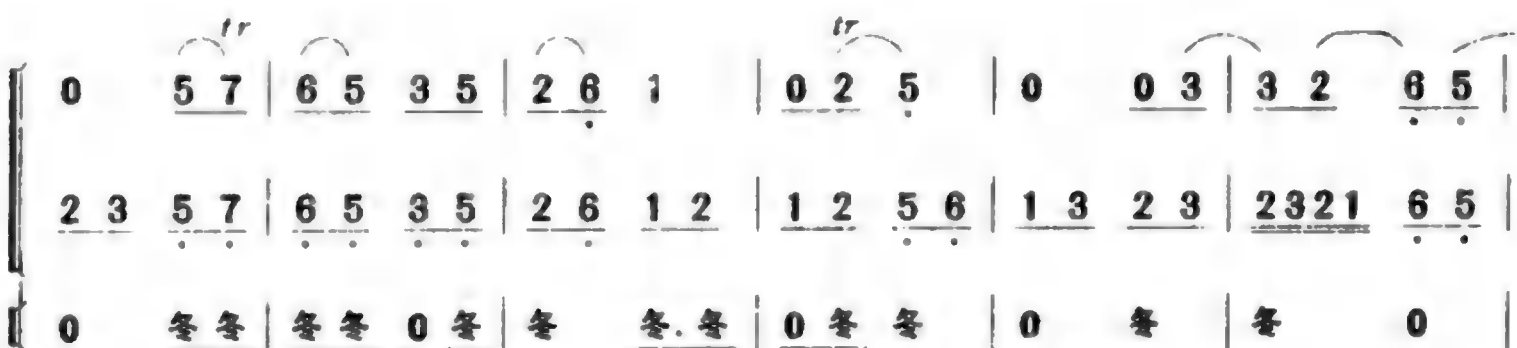 tr tr
0 5 7 | 6 5 3 5 | 2 6 1 | 0 2 5 | 0 0 3 | 3 2 6 5 |
2 3 5 7 | 6 5 3 5 | 2 6 1 2 | 1 2 5 6 | 1 3 2 3 | 2321 6 5 |
0 冬冬 | 冬冬 0冬 | 冬 冬.冬 | 0冬 冬 | 0 冬 | 冬 0 |